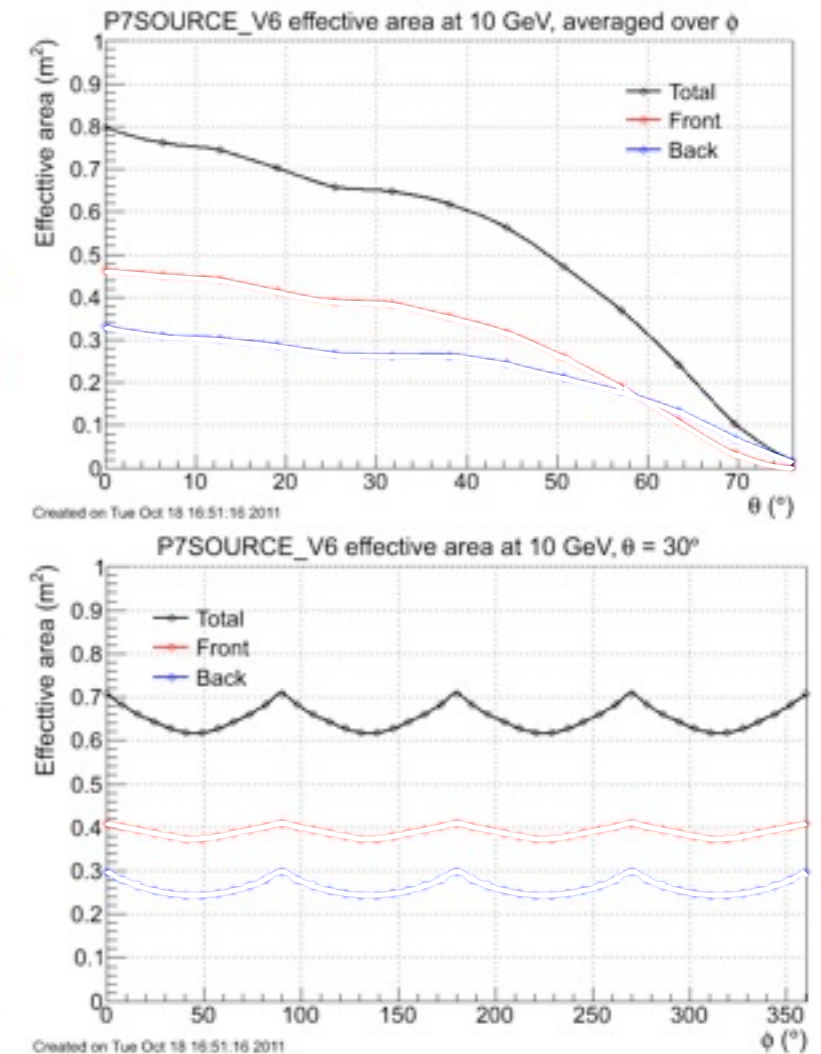 P7SOURCE_V6 effective area at 10 GeV, averaged over ϕ
Effecttive area (m²)
1
0.9
0.8
0.7
0.6
0.5
0.4
0.3
0.2
0.1
0
Total
Front
Back
0 10 20 30 40 50 60 70
θ (°)
Created on Tue Oct 18 16:51:16 2011
P7SOURCE_V6 effective area at 10 GeV, θ = 30°
Effecttive area (m²)
1
0.9
0.8
0.7
0.6
0.5
0.4
0.3
0.2
0.1
0
Total
Front
Back
0 50 100 150 200 250 300 350
ϕ (°)
Created on Tue Oct 18 16:51:16 2011